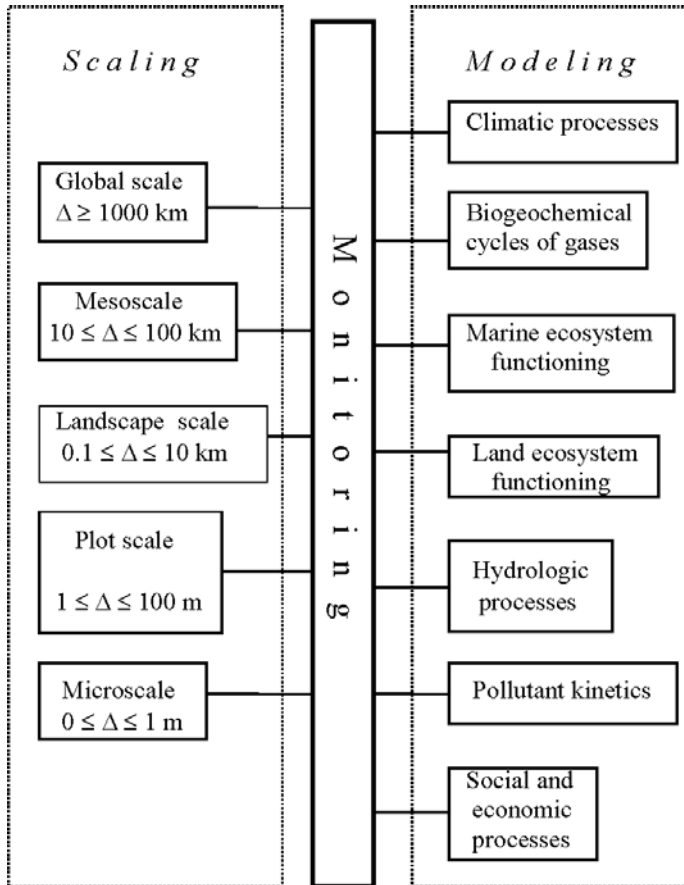 Scaling
Global scale
Δ ≥ 1000 km
Mesoscale
10 ≤ Δ ≤ 100 km
Landscape scale
0.1 ≤ Δ ≤ 10 km
Plot scale
1 ≤ Δ ≤ 100 m
Microscale
0 ≤ Δ ≤ 1 m
Monitoring
Modeling
Climatic processes
Biogeochemical
cycles of gases
Marine ecosystem
functioning
Land ecosystem
functioning
Hydrologic
processes
Pollutant kinetics
Social and
economic
processes